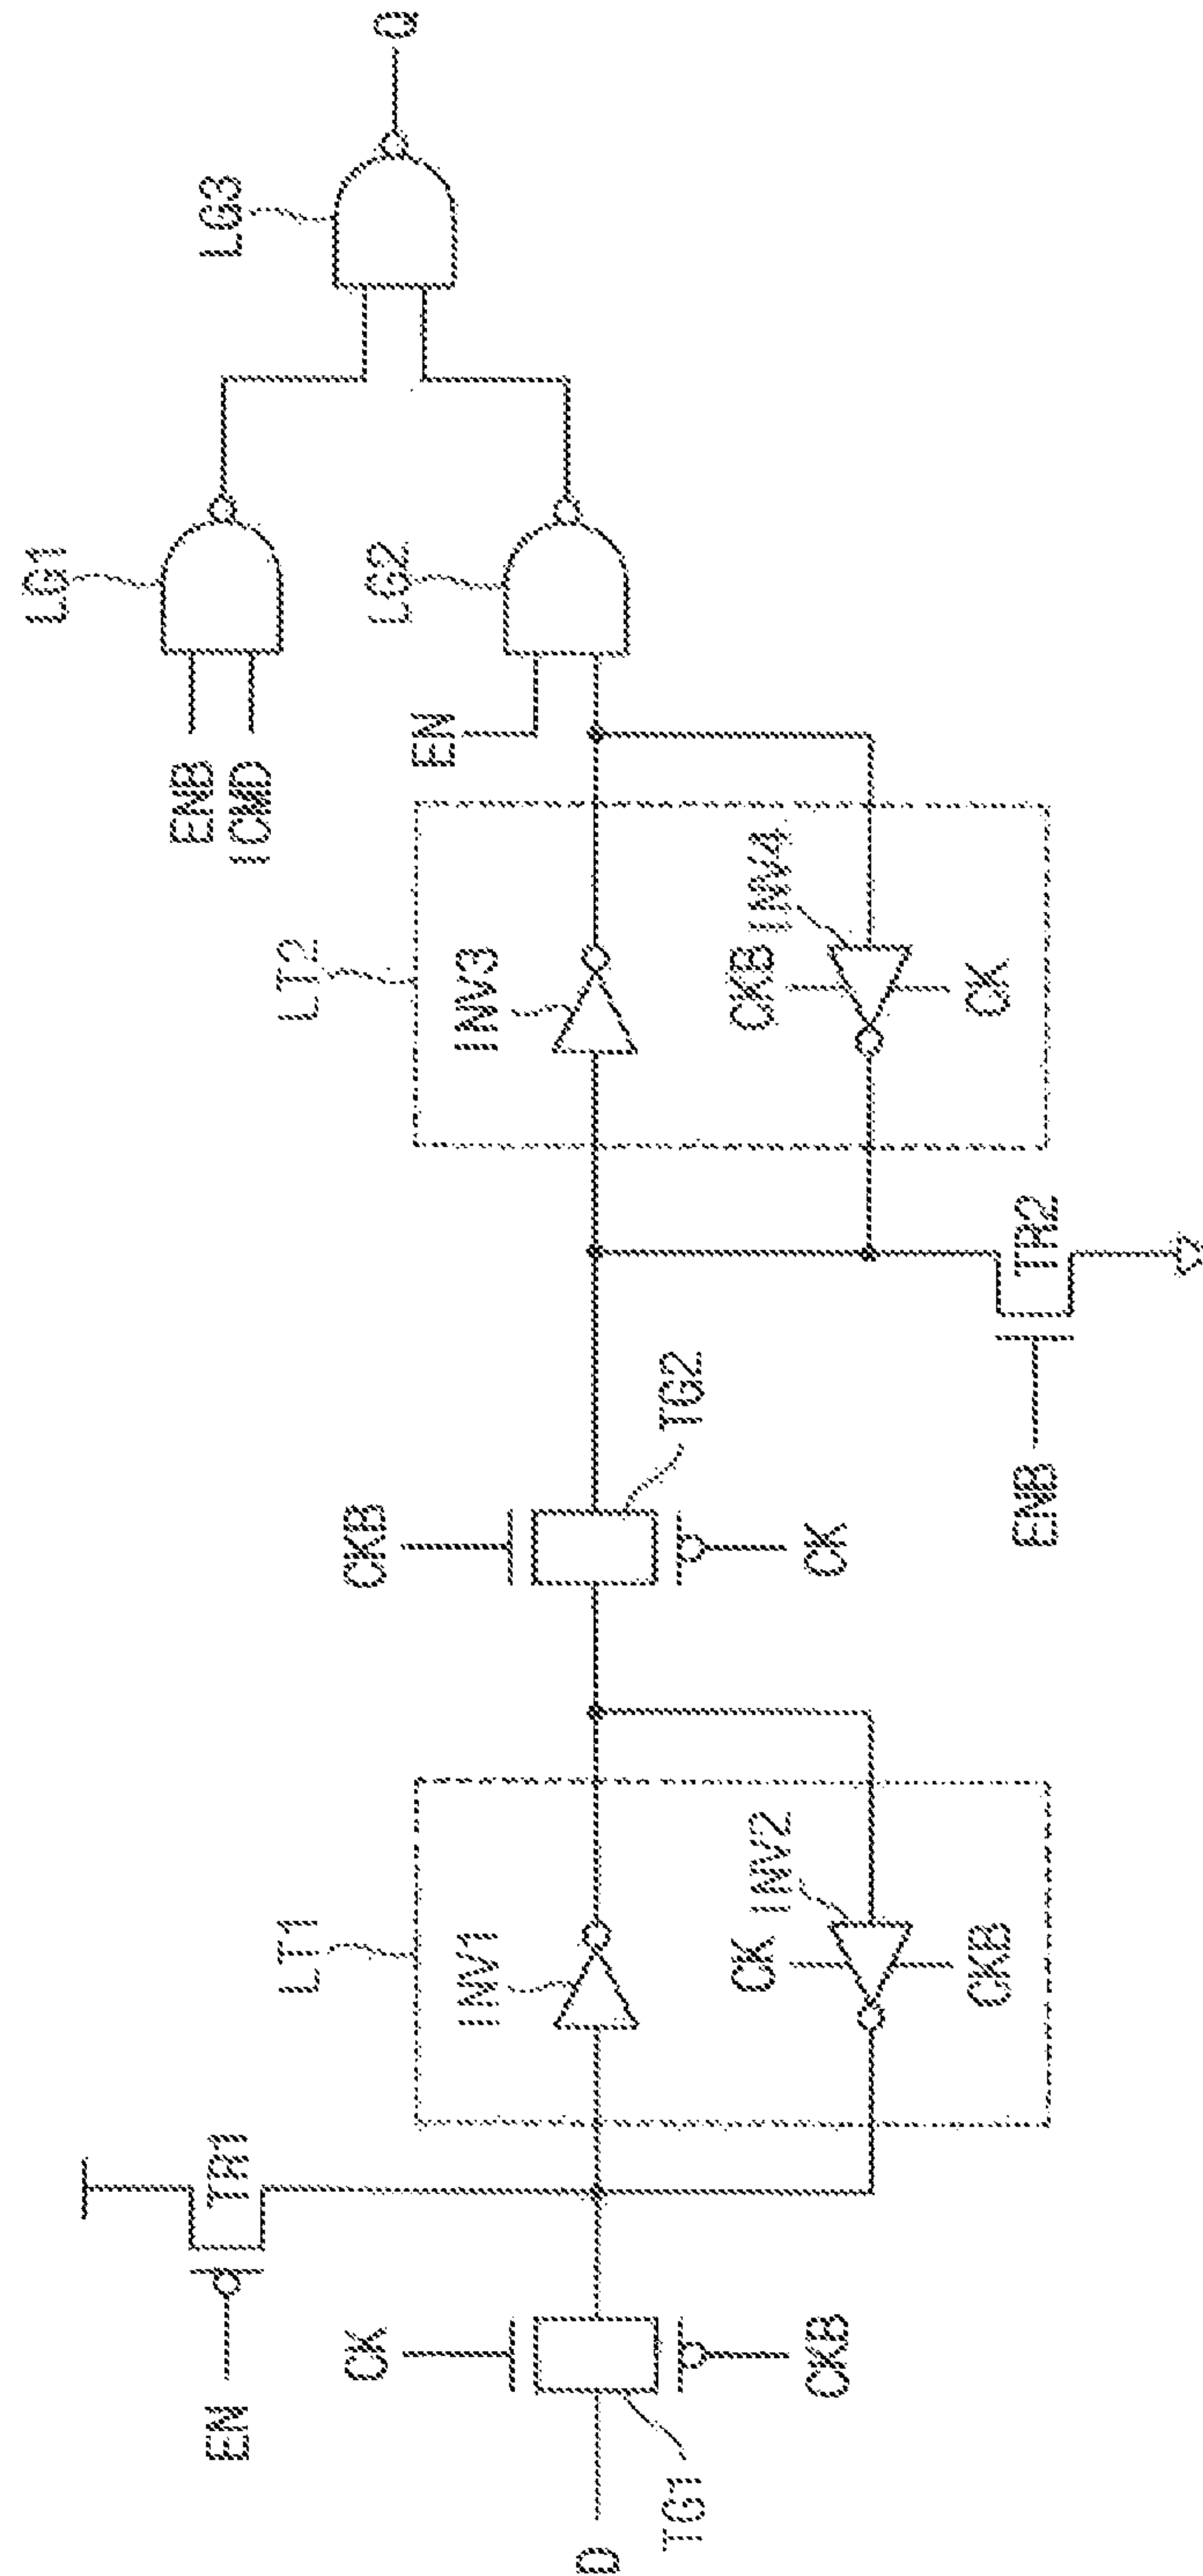 EN
TR1
D
TG1
CK
CKB
LT1
INV1
INV2
CK
CKB
CKB
TG2
CK
ENB
TR2
LT2
INV3
INV4
CKB
CK
EN
ENB
ICMD
LG1
LG2
LG3
Q